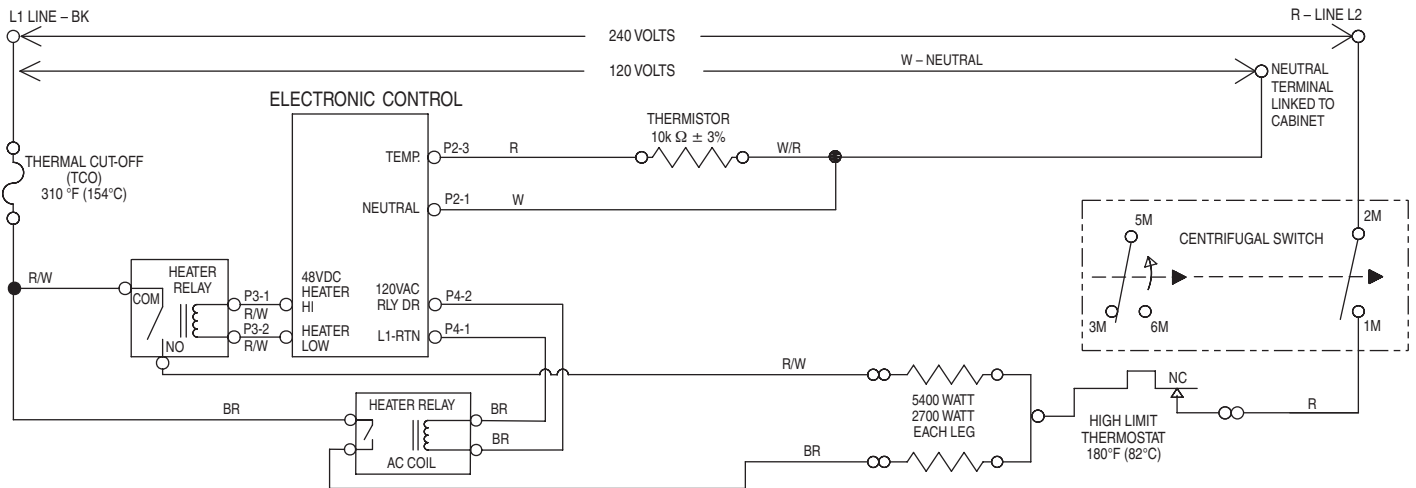 L1 LINE – BK
R – LINE L2
240 VOLTS
W – NEUTRAL
120 VOLTS
NEUTRAL
TERMINAL
LINKED TO
CABINET
ELECTRONIC CONTROL
THERMISTOR
10k Ω ± 3%
TEMP.
P2-3
R
W/R
THERMAL CUT-OFF
(TCO)
310 °F (154°C)
NEUTRAL
P2-1
W
5M
CENTRIFUGAL SWITCH
2M
3M
6M
1M
R/W
HEATER
RELAY
COM
NO
P3-1
R/W
P3-2
R/W
48VDC
HEATER
HI
HEATER
LOW
120VAC
RLY DR
P4-2
L1-RTN
P4-1
R/W
5400 WATT
2700 WATT
EACH LEG
NC
HIGH LIMIT
THERMOSTAT
180°F (82°C)
R
BR
HEATER RELAY
AC COIL
BR
BR
BR